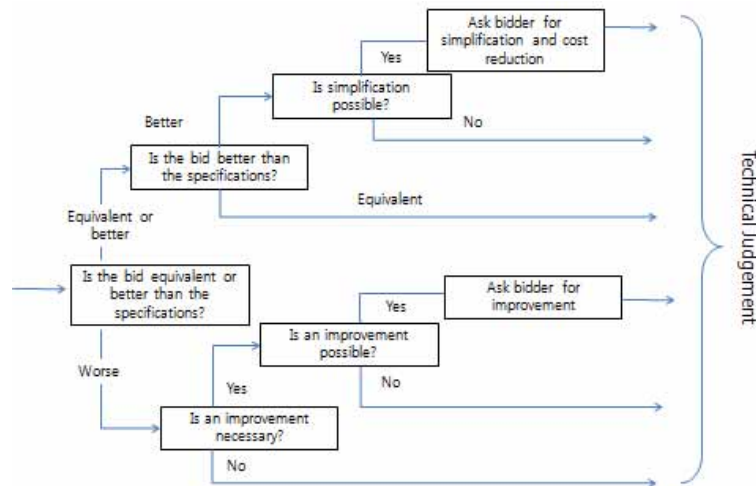 Ask bidder for
simplification and cost
reduction
Yes
Is simplification
possible?
No
Better
Is the bid better than
the specifications?
Equivalent
Equivalent or
better
Is the bid equivalent or
better than the
specifications?
Ask bidder for
improvement
Yes
Is an improvement
possible?
No
Worse
Yes
Is an improvement
necessary?
No
Technical Judgement